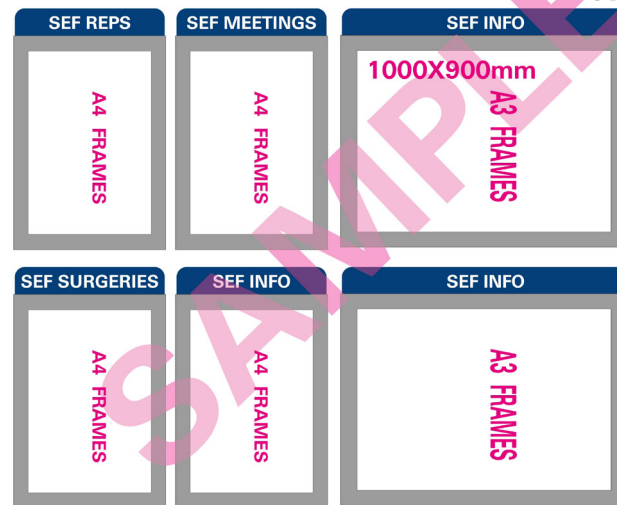 SEF REPS
SEF MEETINGS
SEF INFO
1000X900mm
A4 FRAMES
A4 FRAMES
A3 FRAMES
SEF SURGERIES
SEF INFO
SEF INFO
A4 FRAMES
A4 FRAMES
A3 FRAMES
SAMPLE